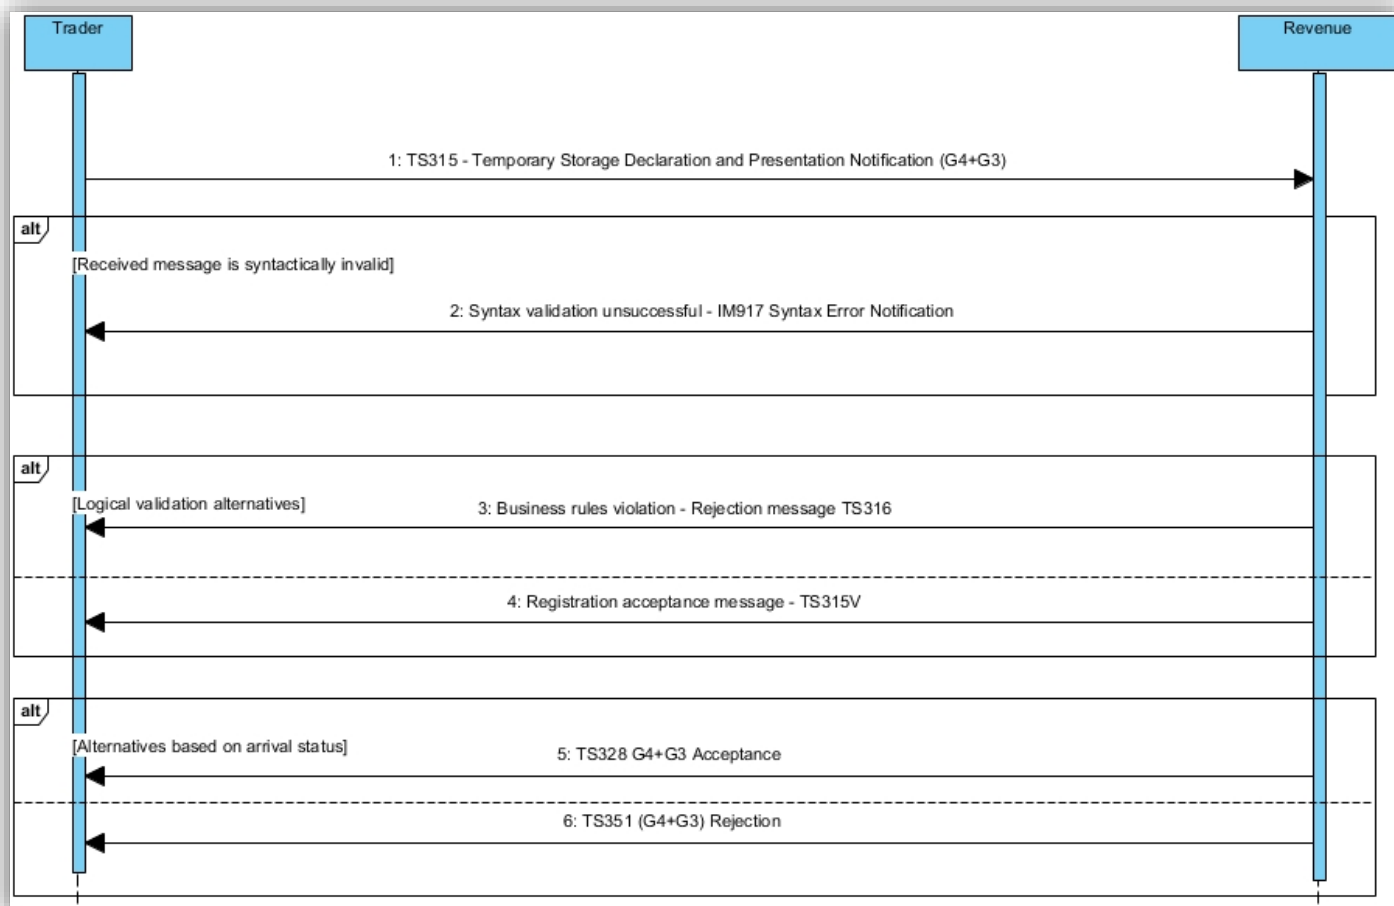 Trader
Revenue
1: TS315 - Temporary Storage Declaration and Presentation Notification (G4+G3)
alt
[Received message is syntactically invalid]
2: Syntax validation unsuccessful - IM917 Syntax Error Notification
alt
[Logical validation alternatives]
3: Business rules violation - Rejection message TS316
4: Registration acceptance message - TS315V
alt
[Alternatives based on arrival status]
5: TS328 G4+G3 Acceptance
6: TS351 (G4+G3) Rejection